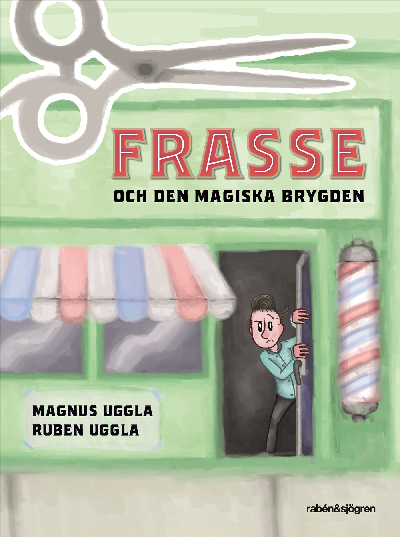 FRASSE
OCH DEN MAGISKA BRYGDEN
MAGNUS UGGLA
RUBEN UGGLA
rabén&sjögren